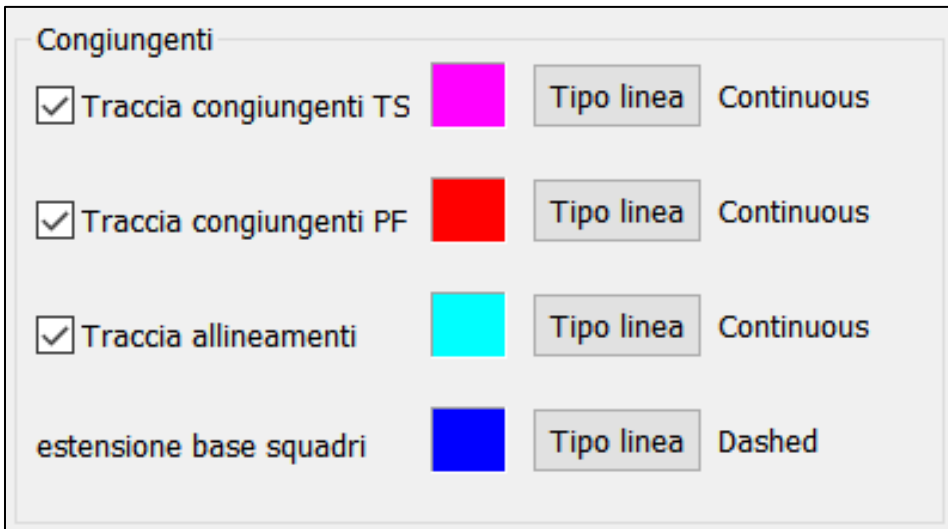 Congiungenti
Traccia congiungenti TS Tipo linea Continuous
Traccia congiungenti PF Tipo linea Continuous
Traccia allineamenti Tipo linea Continuous
estensione base squadri Tipo linea Dashed